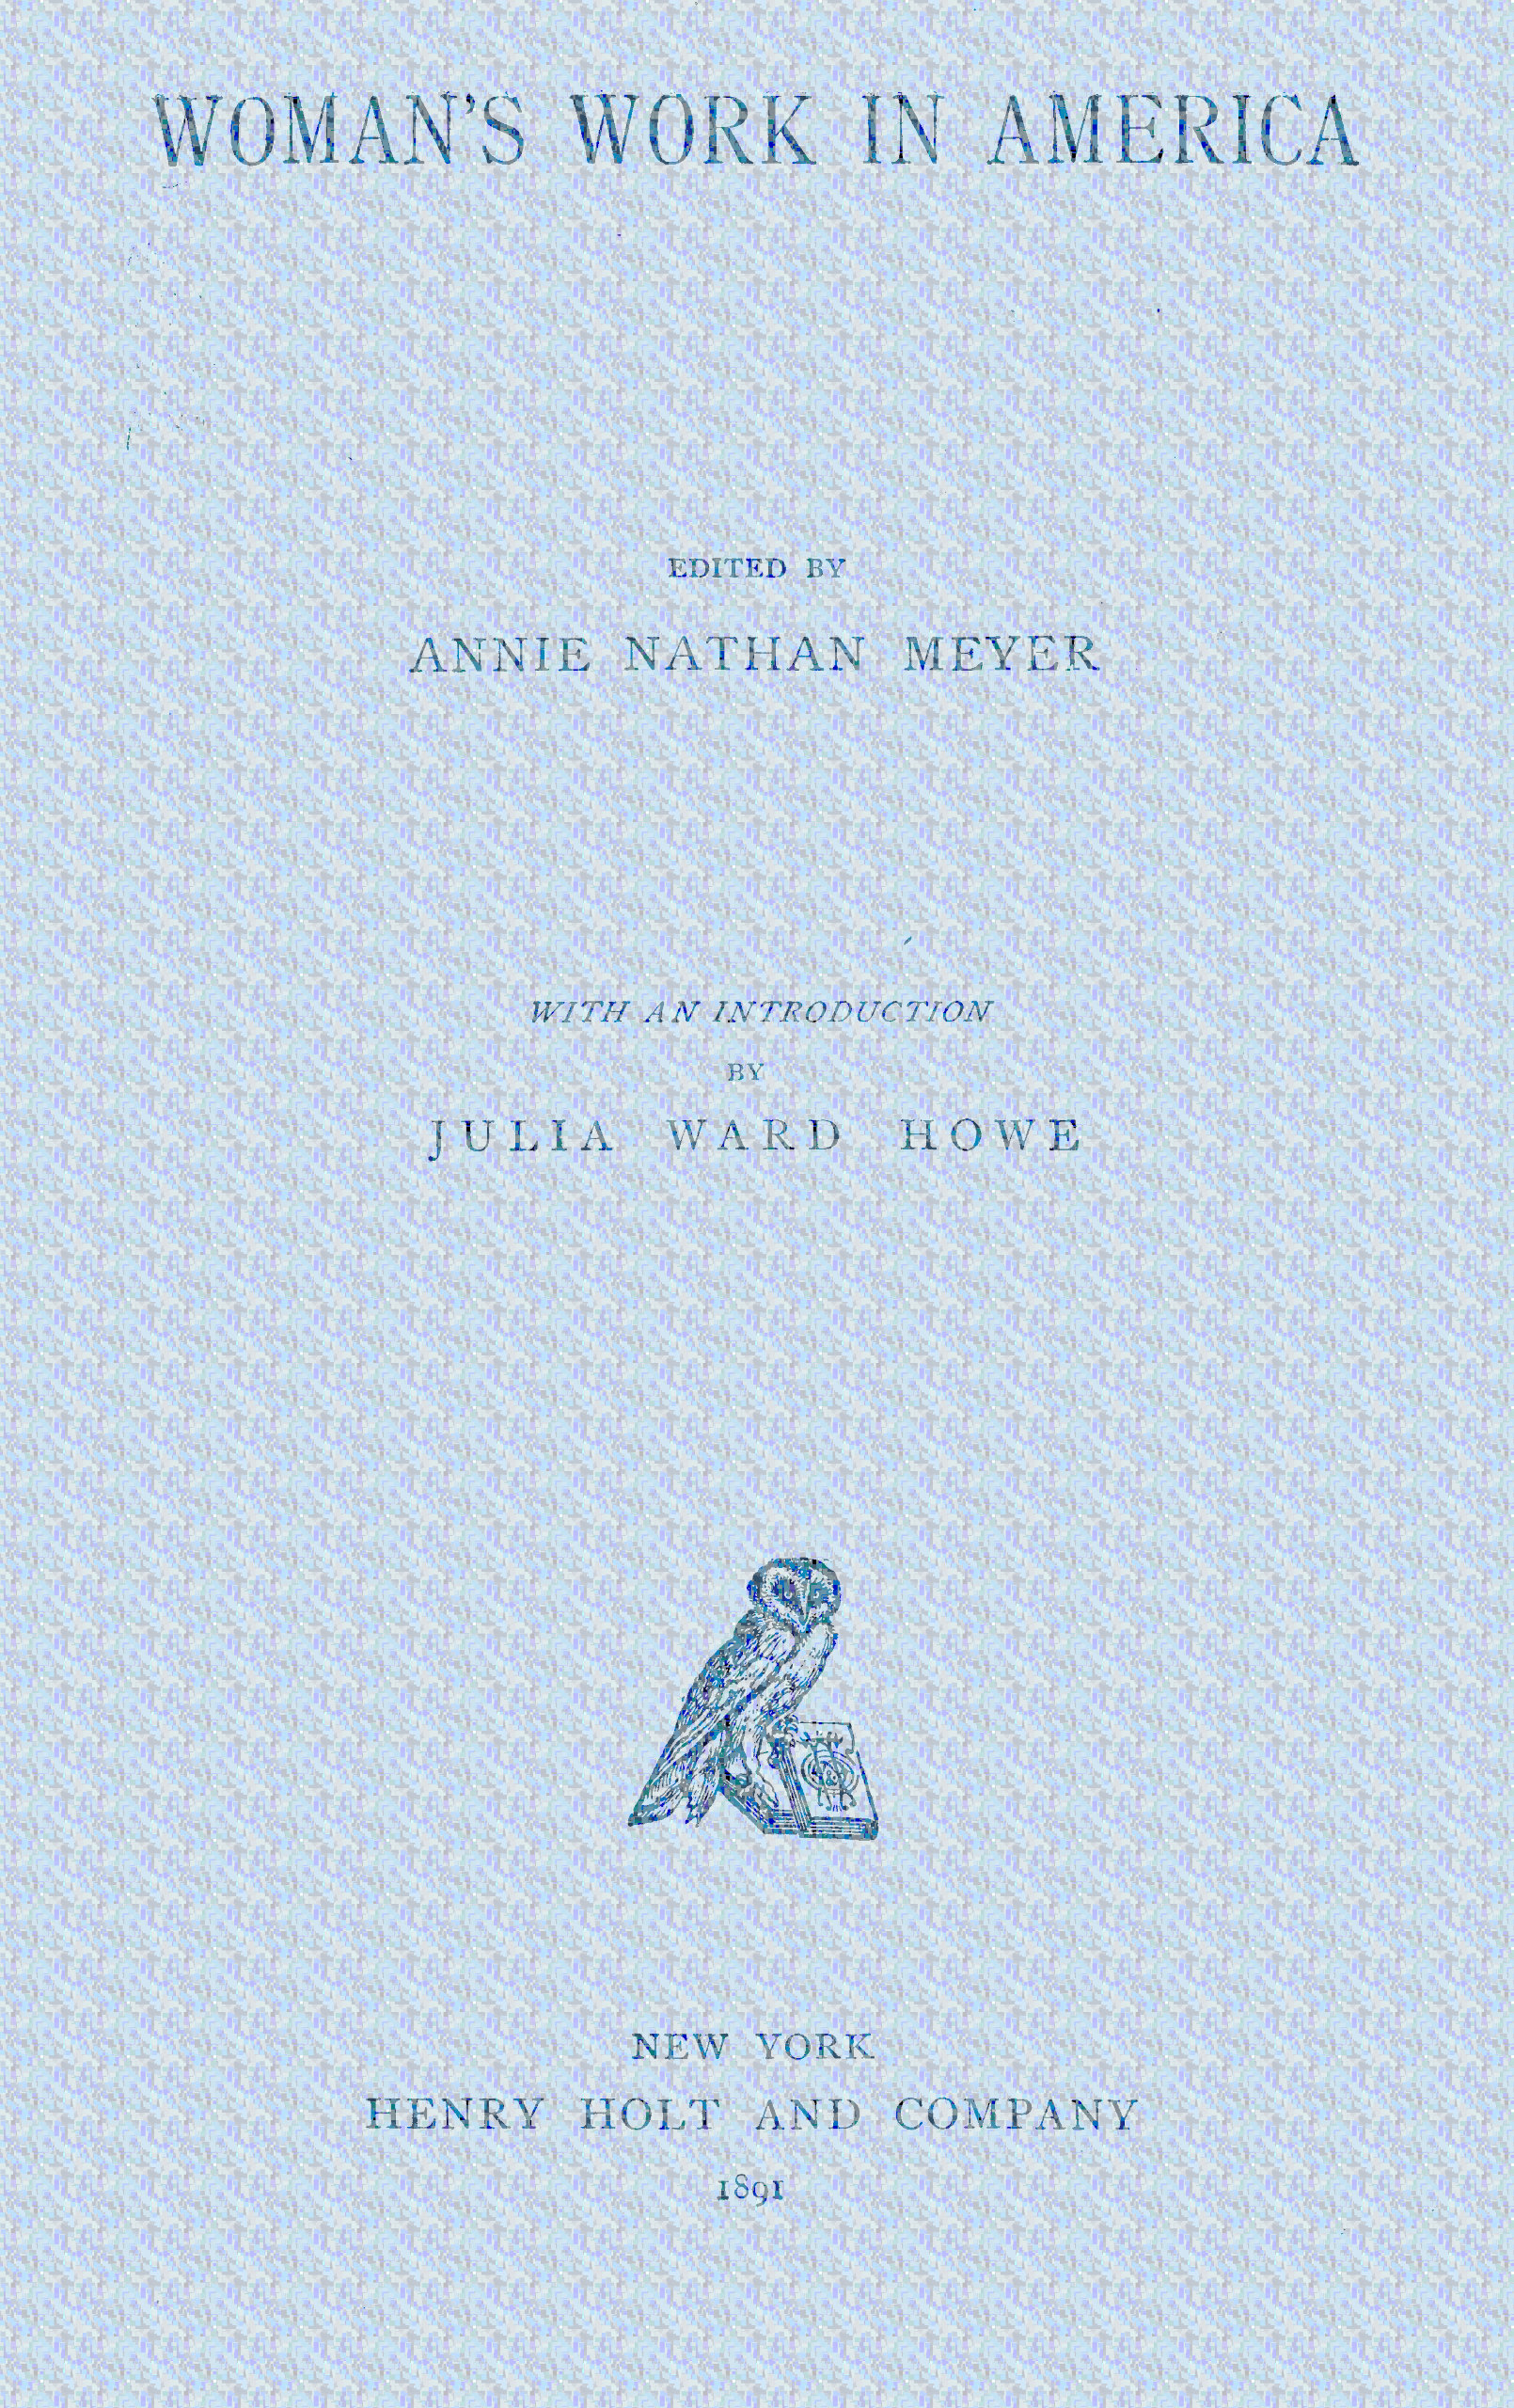 WOMAN'S WORK IN AMERICA
EDITED BY
ANNIE NATHAN MEYER
WITH AN INTRODUCTION
BY
JULIA WARD HOWE
NEW YORK
HENRY HOLT AND COMPANY
1891